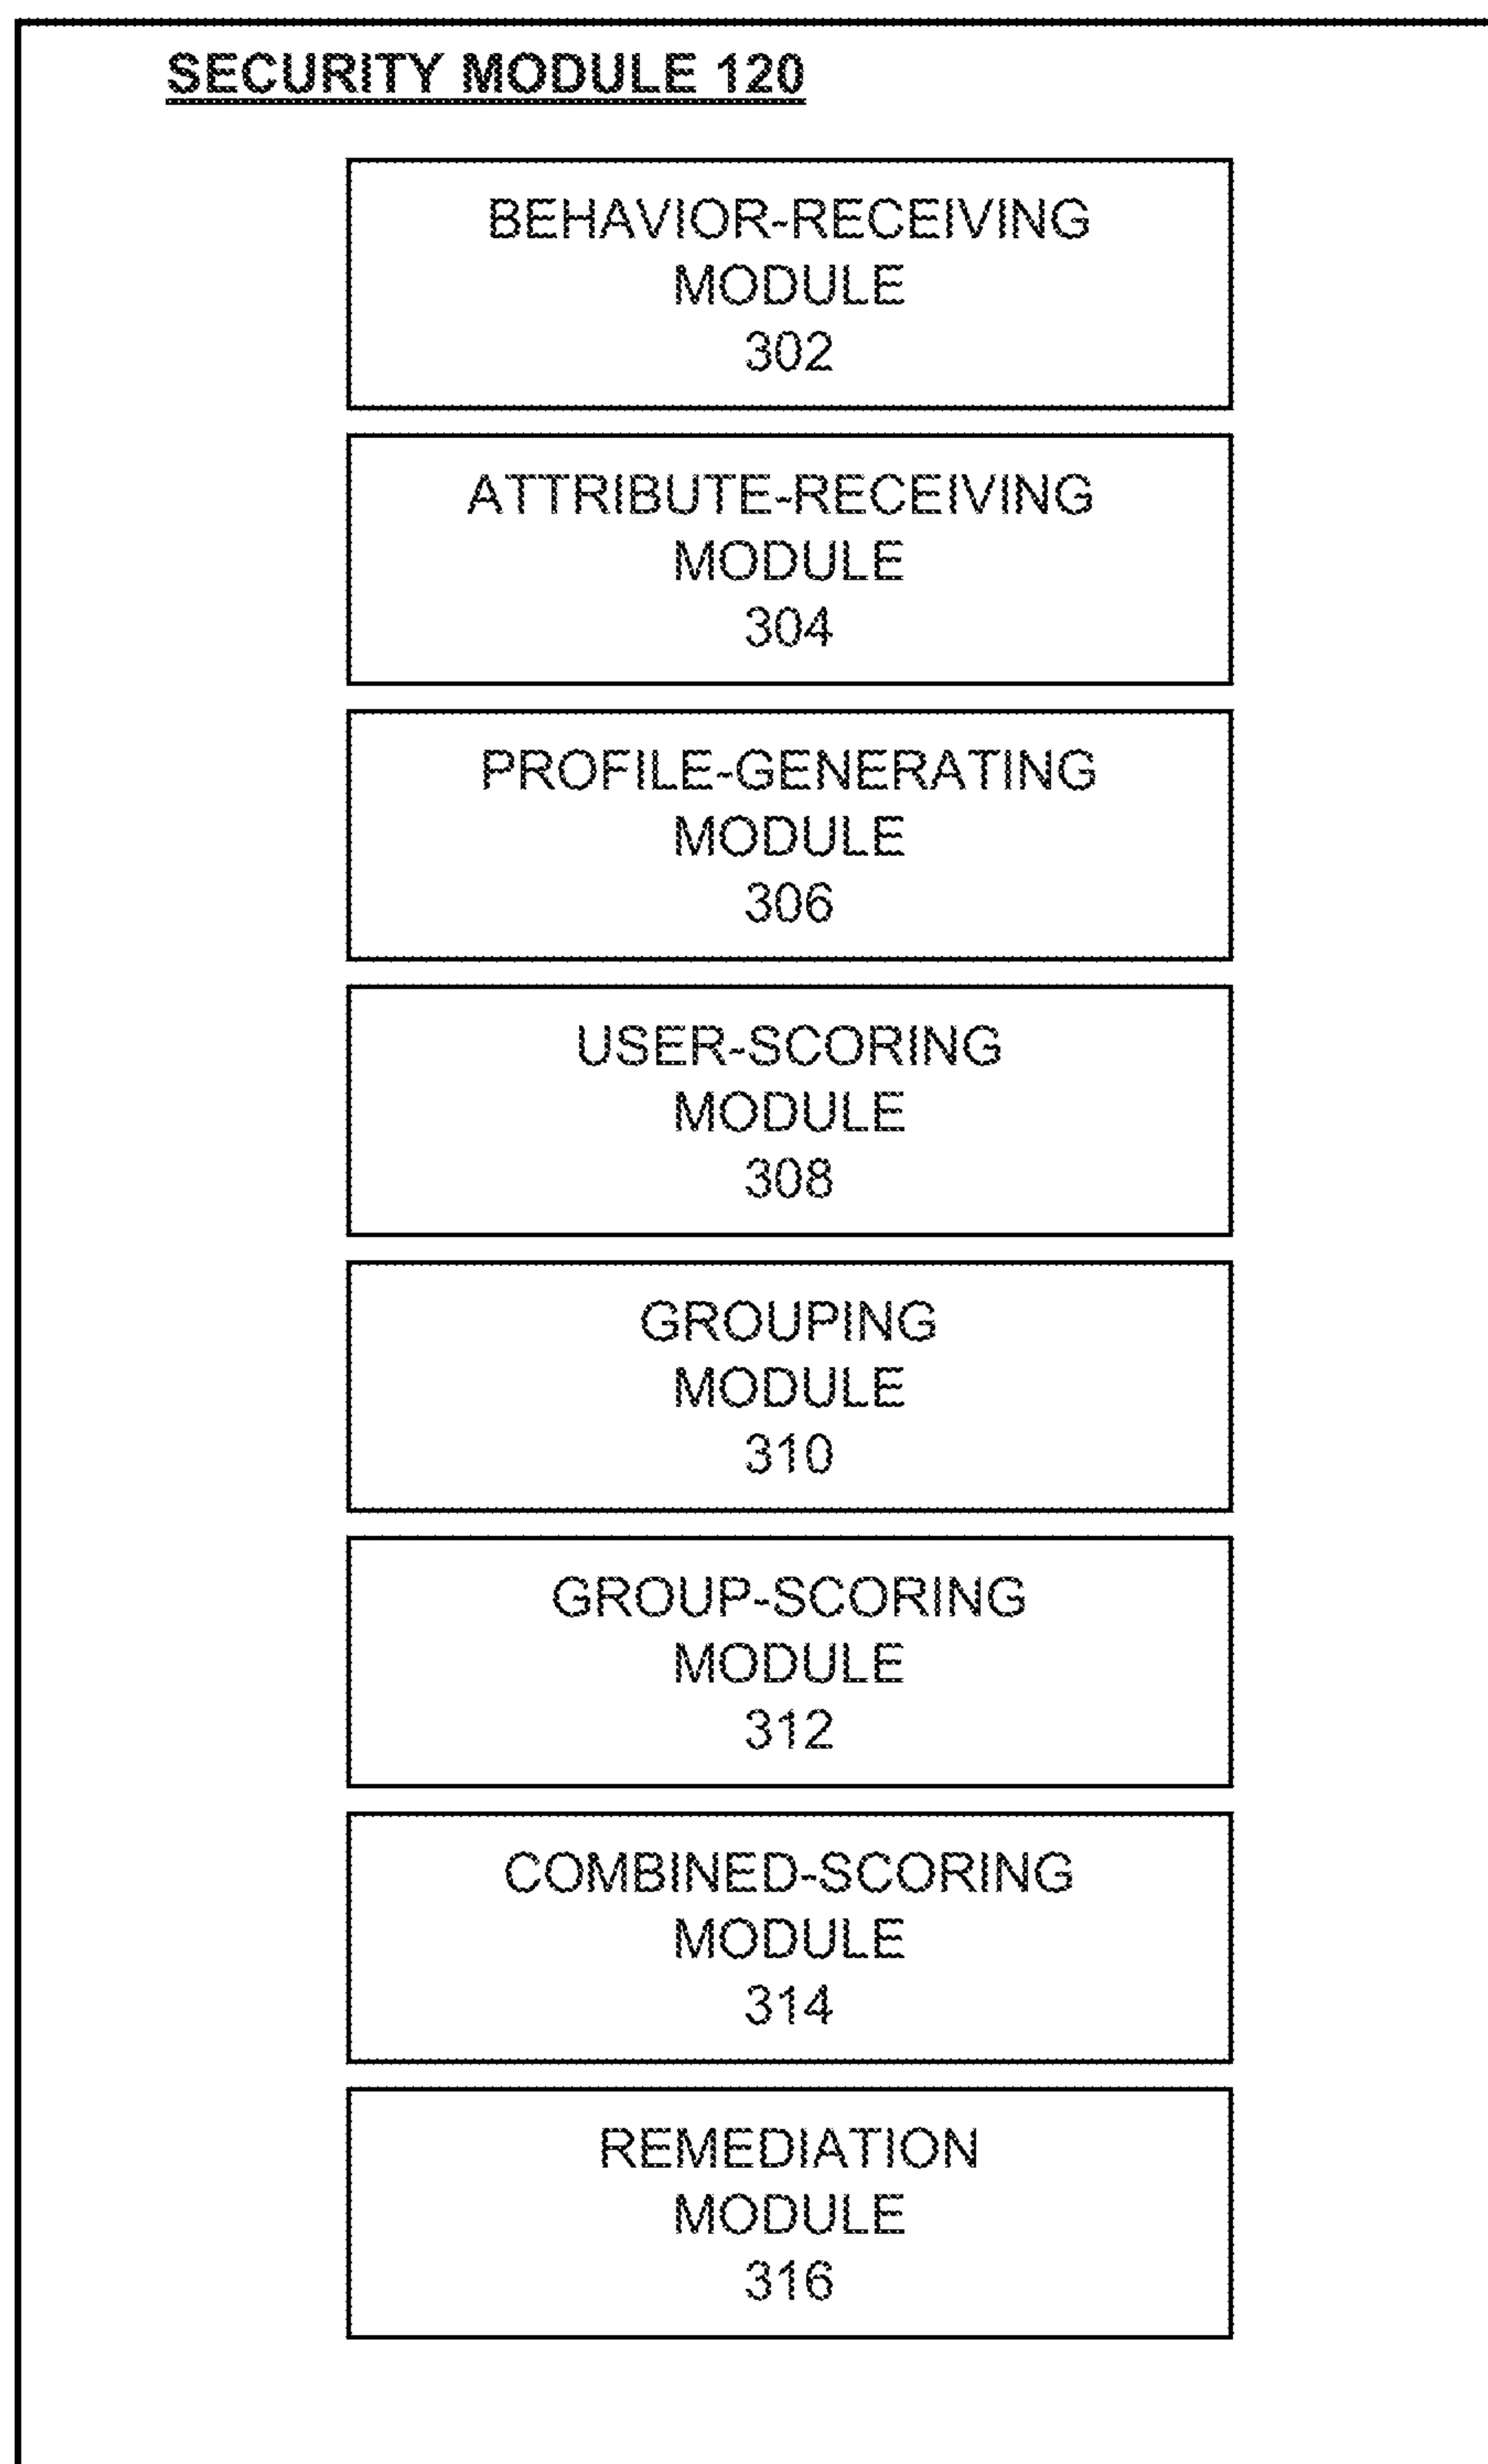 SECURITY MODULE 120
BEHAVIOR-RECEIVING
MODULE
302
ATTRIBUTE-RECEIVING
MODULE
304
PROFILE-GENERATING
MODULE
306
USER-SCORING
MODULE
308
GROUPING
MODULE
310
GROUP-SCORING
MODULE
312
COMBINED-SCORING
MODULE
314
REMEDIATION
MODULE
316